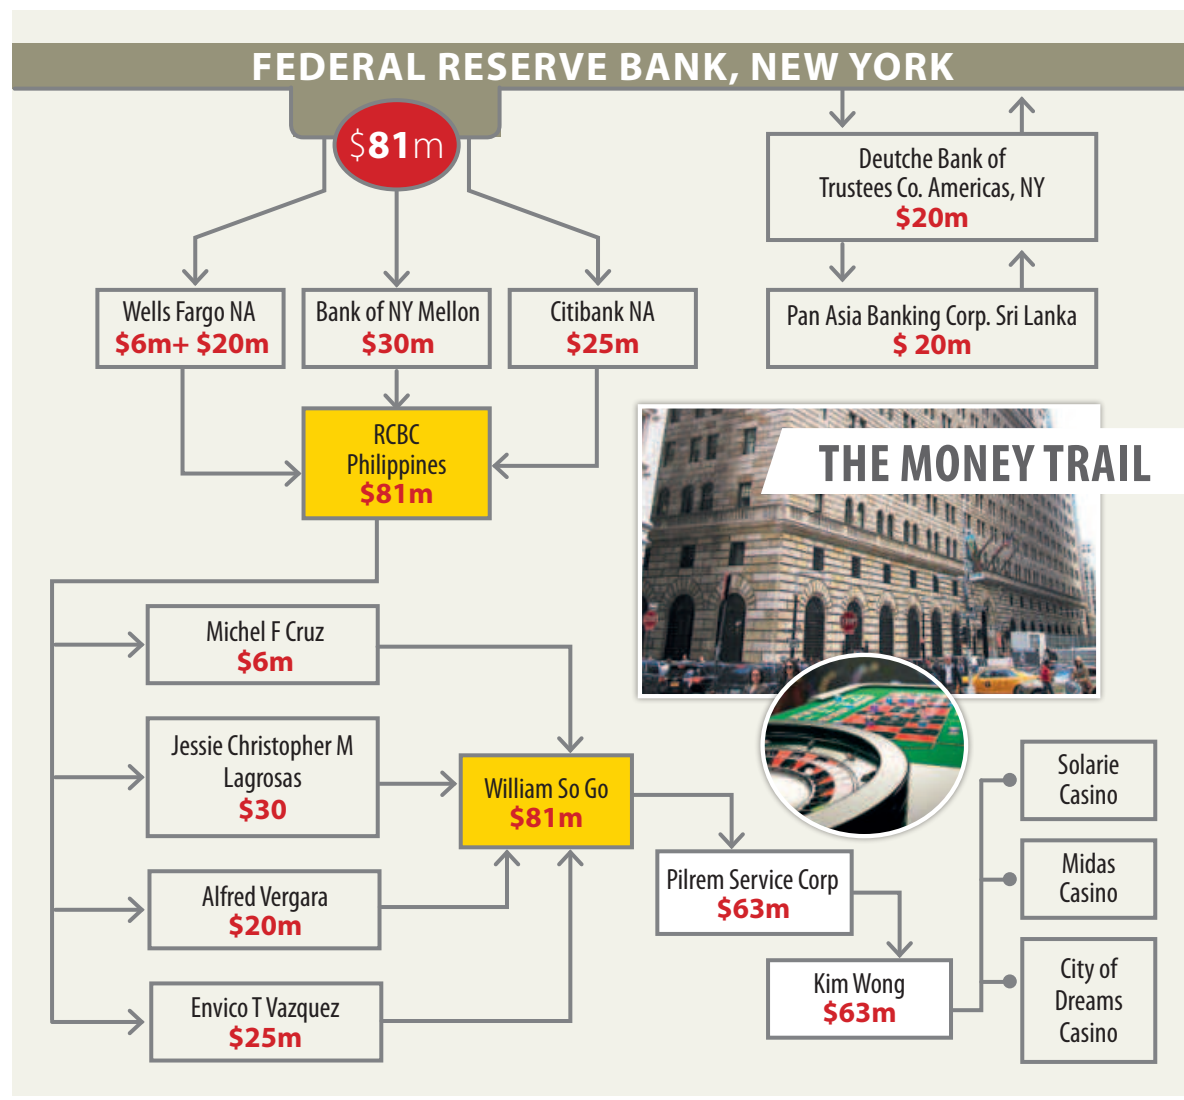 FEDERAL RESERVE BANK, NEW YORK
$81m
Deutche Bank of
Trustees Co. Americas, NY
$20m
Wells Fargo NA
$6m+ $20m
Bank of NY Mellon
$30m
Citibank NA
$25m
Pan Asia Banking Corp. Sri Lanka
$ 20m
RCBC
Philippines
$81m
THE MONEY TRAIL
Michel F Cruz
$6m
Jessie Christopher M
Lagrosas
$30
William So Go
$81m
Alfred Vergara
$20m
Envico T Vazquez
$25m
Pilrem Service Corp
$63m
Kim Wong
$63m
Solarie
Casino
Midas
Casino
City of
Dreams
Casino